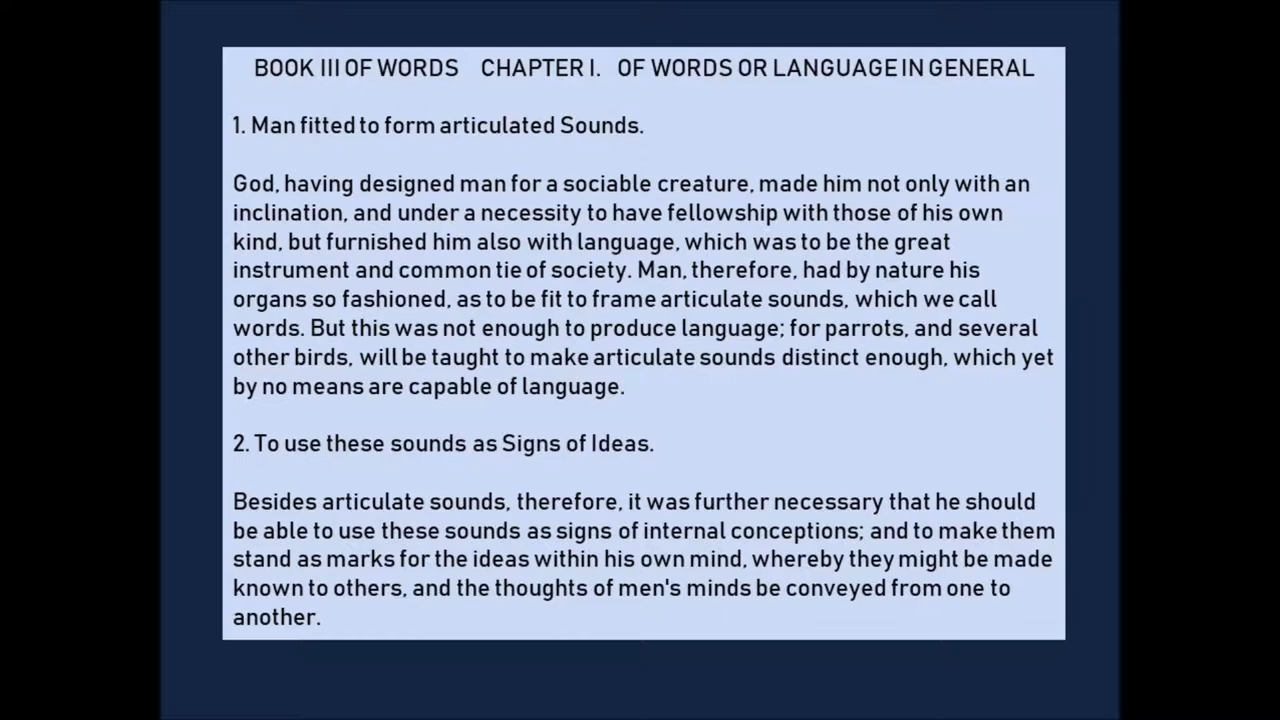 BOOK III OF WORDS CHAPTER I. OF WORDS OR LANGUAGE IN GENERAL
1. Man fitted to form articulated Sounds.
God, having designed man for a sociable creature, made him not only with an
inclination, and under a necessity to have fellowship with those of his own
kind, but furnished him also with language, which was to be the great
instrument and common tie of society. Man, therefore, had by nature his
organs so fashioned, as to be fit to frame articulate sounds, which we call
words. But this was not enough to produce language; for parrots, and several
other birds, will be taught to make articulate sounds distinct enough, which yet
by no means are capable of language.
2. To use these sounds as Signs of Ideas.
Besides articulate sounds, therefore, it was further necessary that he should
be able to use these sounds as signs of internal conceptions; and to make them
stand as marks for the ideas within his own mind, whereby they might be made
known to others, and the thoughts of men's minds be conveyed from one to
another.